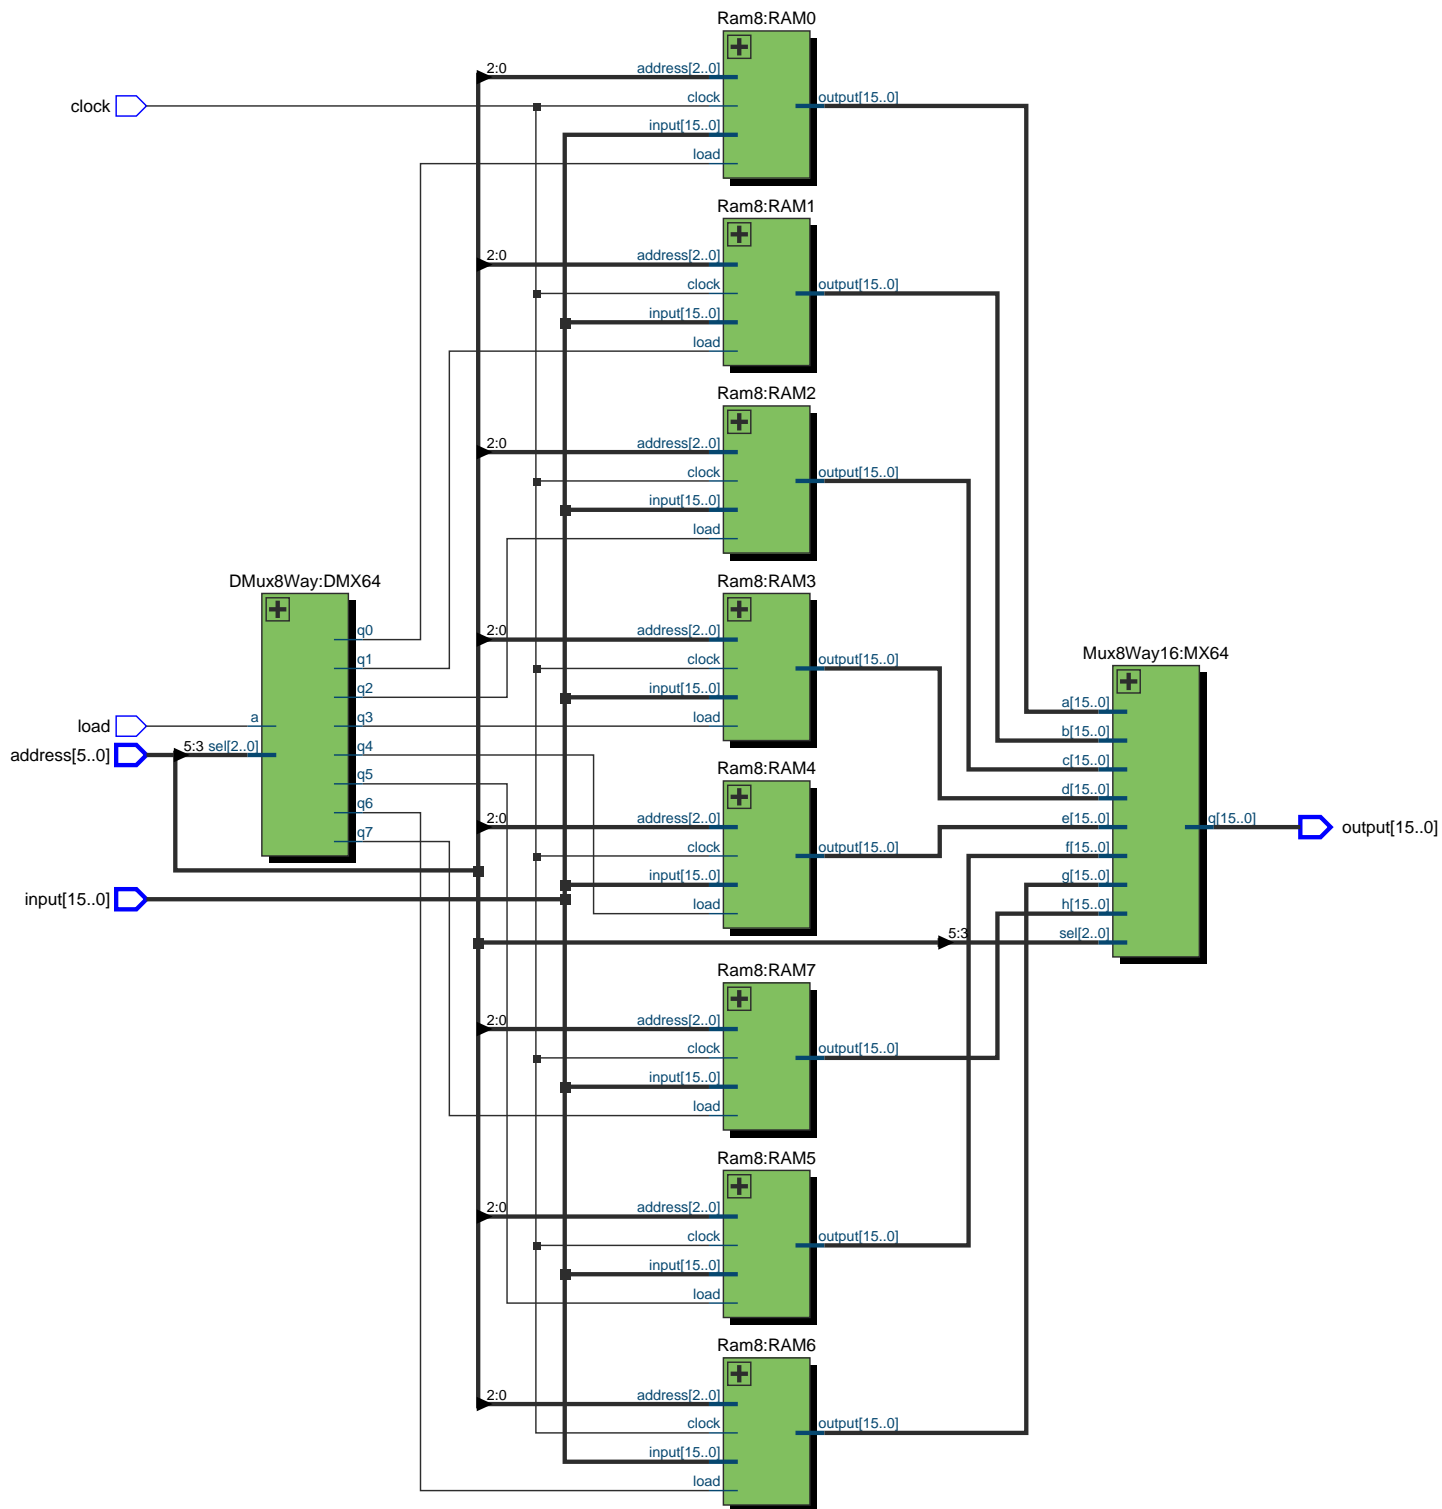 Ram8:RAM0
2:0
address[2..0]
clock
clock
output[15..0]
input[15..0]
load
Ram8:RAM1
2:0
address[2..0]
clock
output[15..0]
input[15..0]
load
Ram8:RAM2
2:0
address[2..0]
clock
output[15..0]
input[15..0]
load
DMux8Way:DMX64
q0
q1
q2
q3
q4
q5
q6
q7
load
a
address[5..0]
5:3
sel[2..0]
input[15..0]
Ram8:RAM3
2:0
address[2..0]
clock
output[15..0]
input[15..0]
load
Ram8:RAM4
2:0
address[2..0]
clock
output[15..0]
input[15..0]
load
Mux8Way16:MX64
a[15..0]
b[15..0]
c[15..0]
d[15..0]
e[15..0]
f[15..0]
g[15..0]
h[15..0]
5:3
sel[2..0]
q[15..0]
output[15..0]
Ram8:RAM7
2:0
address[2..0]
clock
output[15..0]
input[15..0]
load
Ram8:RAM5
2:0
address[2..0]
clock
output[15..0]
input[15..0]
load
Ram8:RAM6
2:0
address[2..0]
clock
output[15..0]
input[15..0]
load